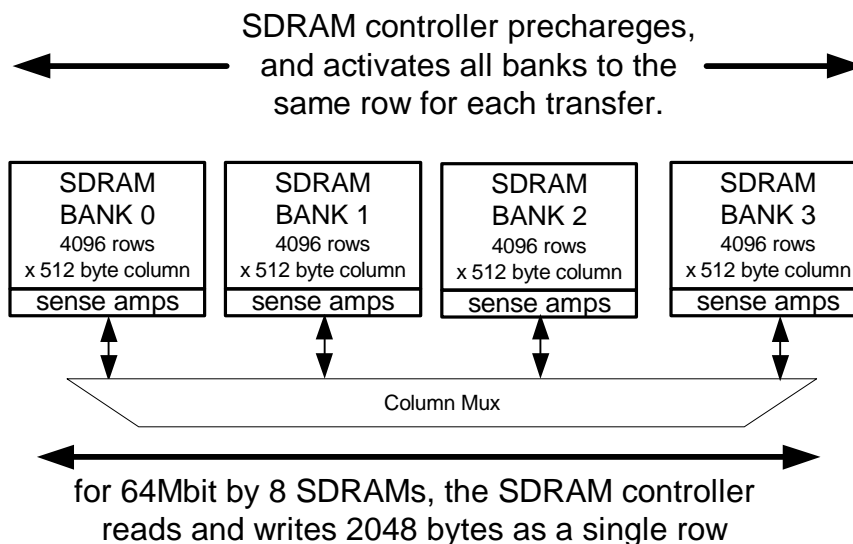 SDRAM controller prechareges,
and activates all banks to the
same row for each transfer.
SDRAM
BANK 0
4096 rows
x 512 byte column
sense amps
SDRAM
BANK 1
4096 rows
x 512 byte column
sense amps
SDRAM
BANK 2
4096 rows
x 512 byte column
sense amps
SDRAM
BANK 3
4096 rows
x 512 byte column
sense amps
Column Mux
for 64Mbit by 8 SDRAMs, the SDRAM controller
reads and writes 2048 bytes as a single row